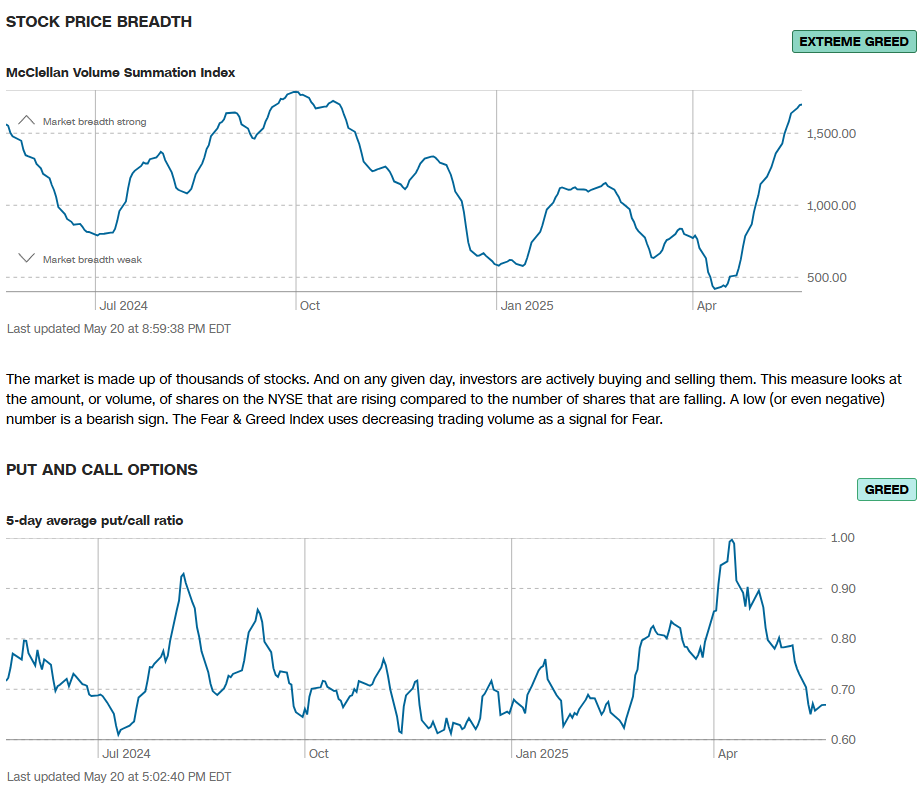 STOCK PRICE BREADTH
EXTREME GREED
McClellan Volume Summation Index
Market breadth strong
1,500.00
1,000.00
Market breadth weak
500.00
Jul 2024
Oct
Jan 2025
Apr
Last updated May 20 at 8:59:38 PM EDT
The market is made up of thousands of stocks. And on any given day, investors are actively buying and selling them. This measure looks at
the amount, or volume, of shares on the NYSE that are rising compared to the number of shares that are falling. A low (or even negative)
number is a bearish sign. The Fear & Greed Index uses decreasing trading volume as a signal for Fear.
PUT AND CALL OPTIONS
GREED
5-day average put/call ratio
1.00
0.90
0.80
0.70
0.60
Jul 2024
Oct
Jan 2025
Apr
Last updated May 20 at 5:02:40 PM EDT